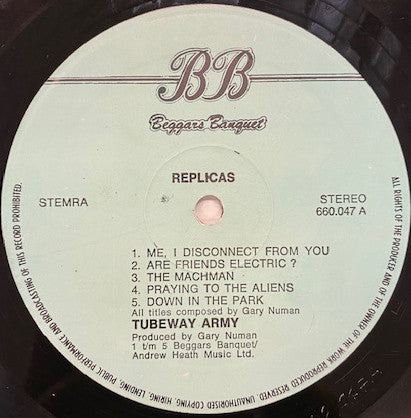 BB
Beggars Banquet
REPLICAS
STEMRA
STEREO
660.047 A
1. ME, I DISCONNECT FROM YOU
2. ARE FRIENDS ELECTRIC ?
3. THE MACHMAN
4. PRAYING TO THE ALIENS
5. DOWN IN THE PARK
All titles composed by Gary Numan
TUBEWAY ARMY
Produced by Gary Numan
1 t/m 5 Beggars Banquet/
Andrew Heath Music Ltd.
ALL RIGHTS OF THE PRODUCER AND OF THE OWNER OF THE WORK REPRODUCED RESERVED. UNAUTHORISED COPYING, HIRING, LENDING, PUBLIC PERFORMANCE AND BROADCASTING OF THIS RECORD PROHIBITED.